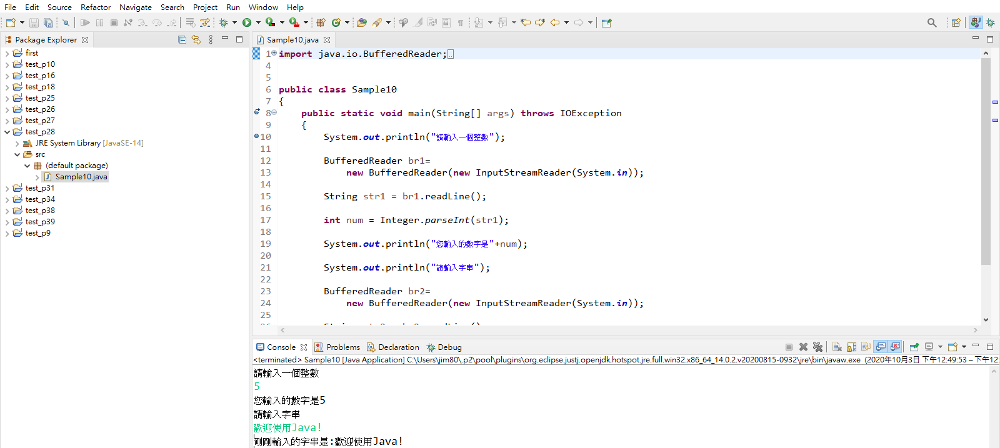 File Edit Source Refactor Navigate Search Project Run Window Help
Package Explorer
first
test_p10
test_p16
test_p18
test_p25
test_p26
test_p27
test_p28
JRE System Library [JavaSE-14]
src
(default package)
Sample10.java
test_p31
test_p34
test_p38
test_p39
test_p9
Sample10.java
1 import java.io.BufferedReader;
4
5
6 public class Sample10
7 {
8 public static void main(String[] args) throws IOException
9 {
10 System.out.println("請輸入一個整數");
11
12 BufferedReader br1=
13 new BufferedReader(new InputStreamReader(System.in));
14
15 String str1 = br1.readLine();
16
17 int num = Integer.parseInt(str1);
18
19 System.out.println("您輸入的數字是"+num);
20
21 System.out.println("請輸入字串");
22
23 BufferedReader br2=
24 new BufferedReader(new InputStreamReader(System.in));
25
Console Problems Declaration Debug
<terminated> Sample10 [Java Application] C:\Users\jim80\.p2\pool\plugins\org.eclipse.justj.openjdk.hotspot.jre.full.win32.x86_64_14.0.2.v20200815-0932\jre\bin\javaw.exe (2020年10月3日 下午12:49:53 – 下午12:
請輸入一個整數
5
您輸入的數字是5
請輸入字串
歡迎使用Java!
剛剛輸入的字串是:歡迎使用Java!